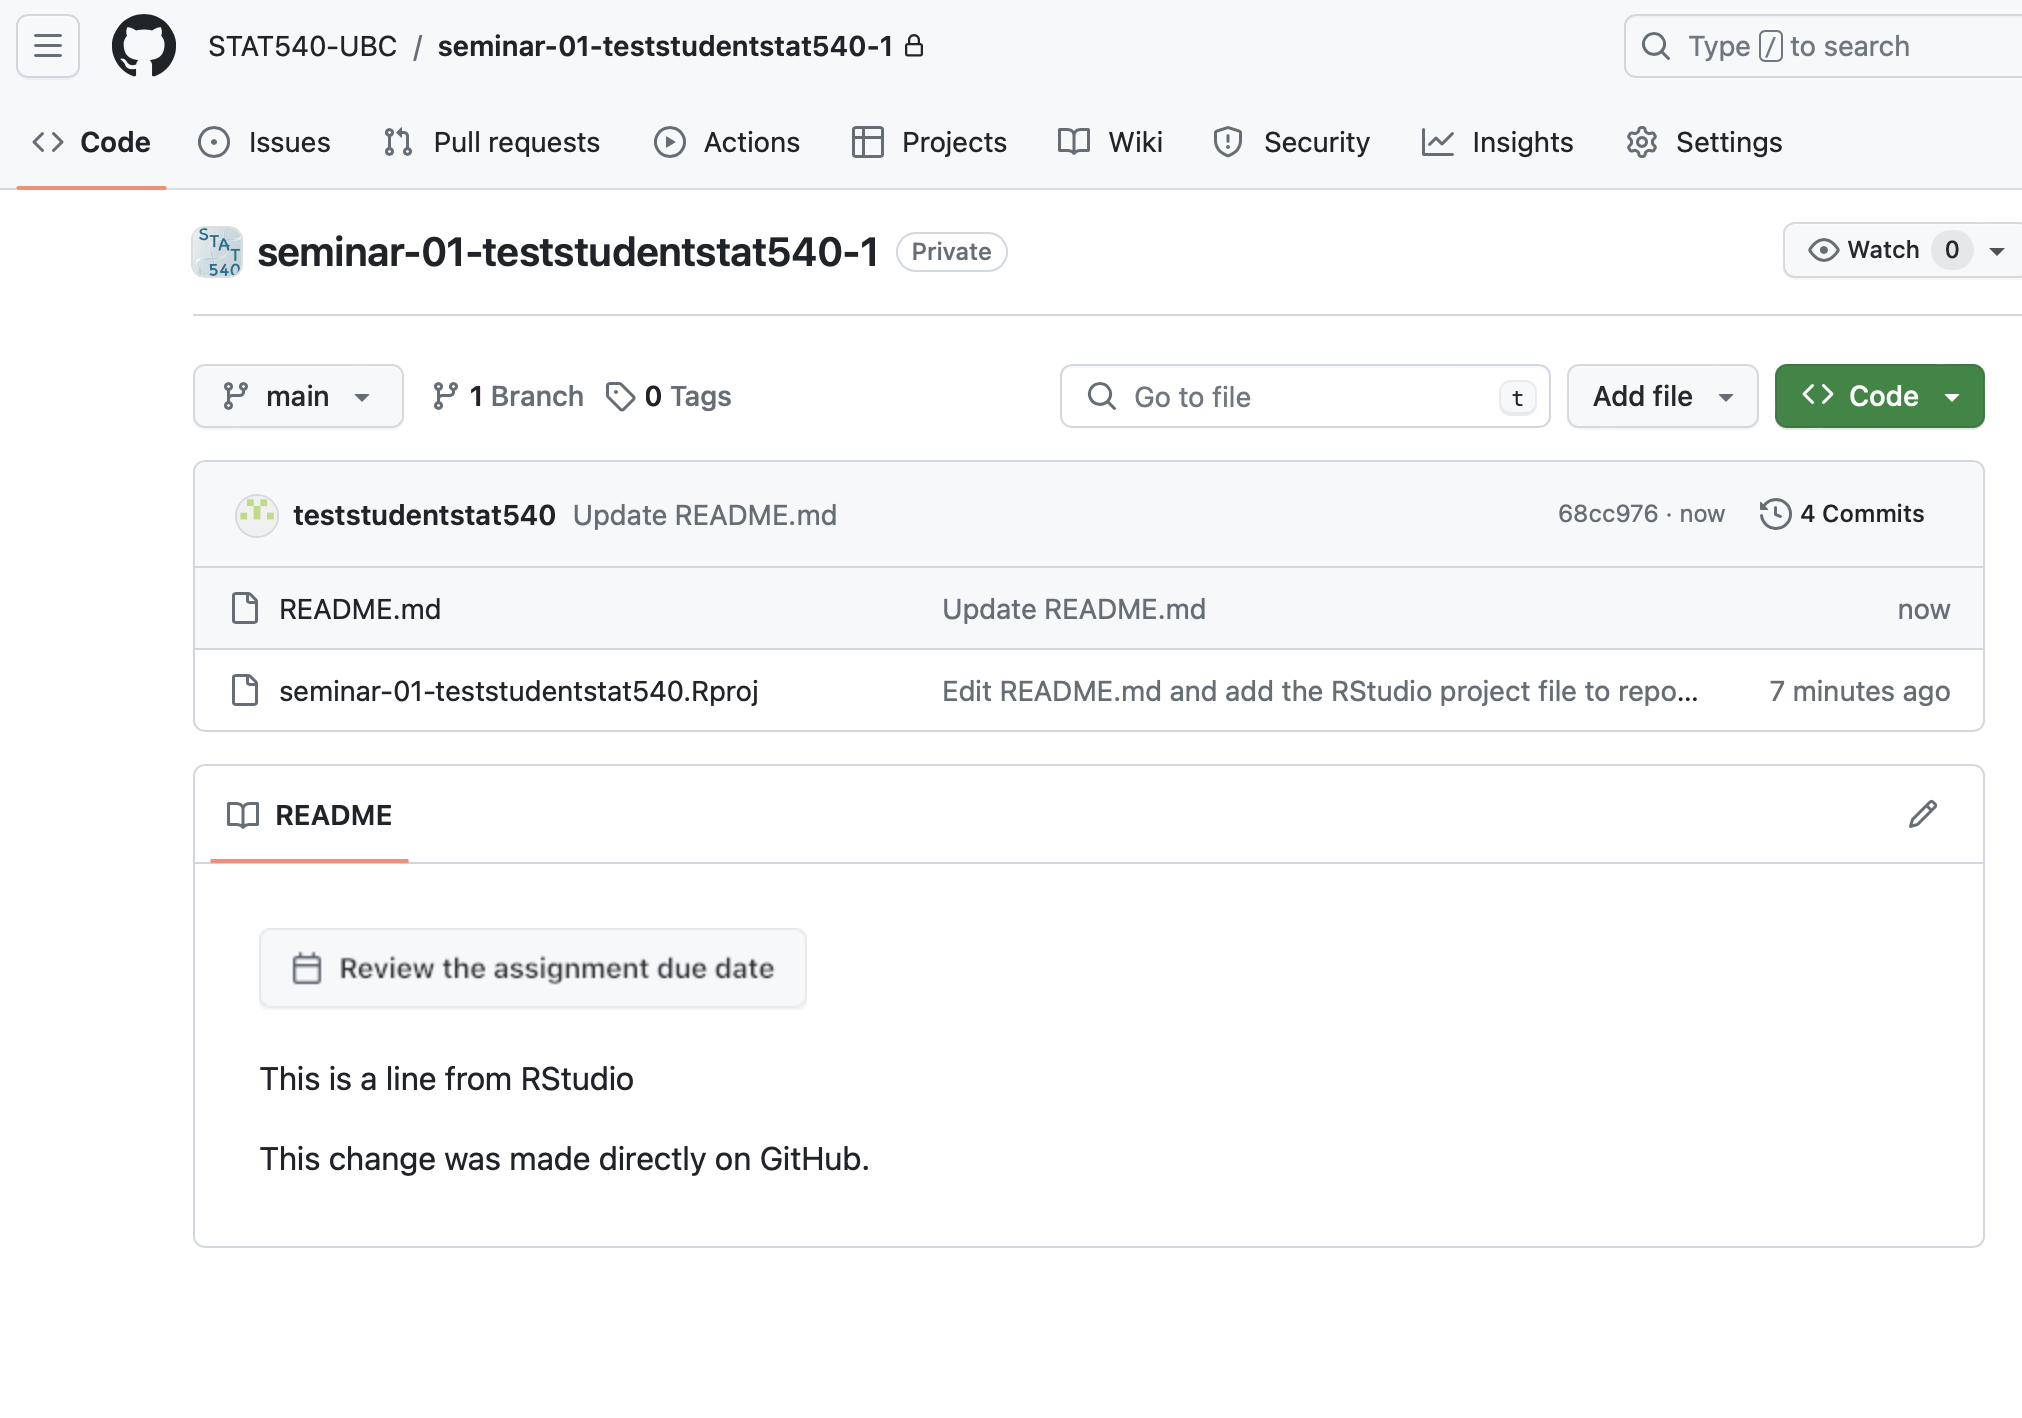 STAT540-UBC / seminar-01-teststudentstat540-1
Type / to search
Code Issues Pull requests Actions Projects Wiki Security Insights Settings
STAT 540
seminar-01-teststudentstat540-1 Private
Watch 0
main 1 Branch 0 Tags
Go to file t
Add file
Code
teststudentstat540 Update README.md 68cc976 · now 4 Commits
README.md Update README.md now
seminar-01-teststudentstat540.Rproj Edit README.md and add the RStudio project file to repo... 7 minutes ago
README
Review the assignment due date
This is a line from RStudio
This change was made directly on GitHub.